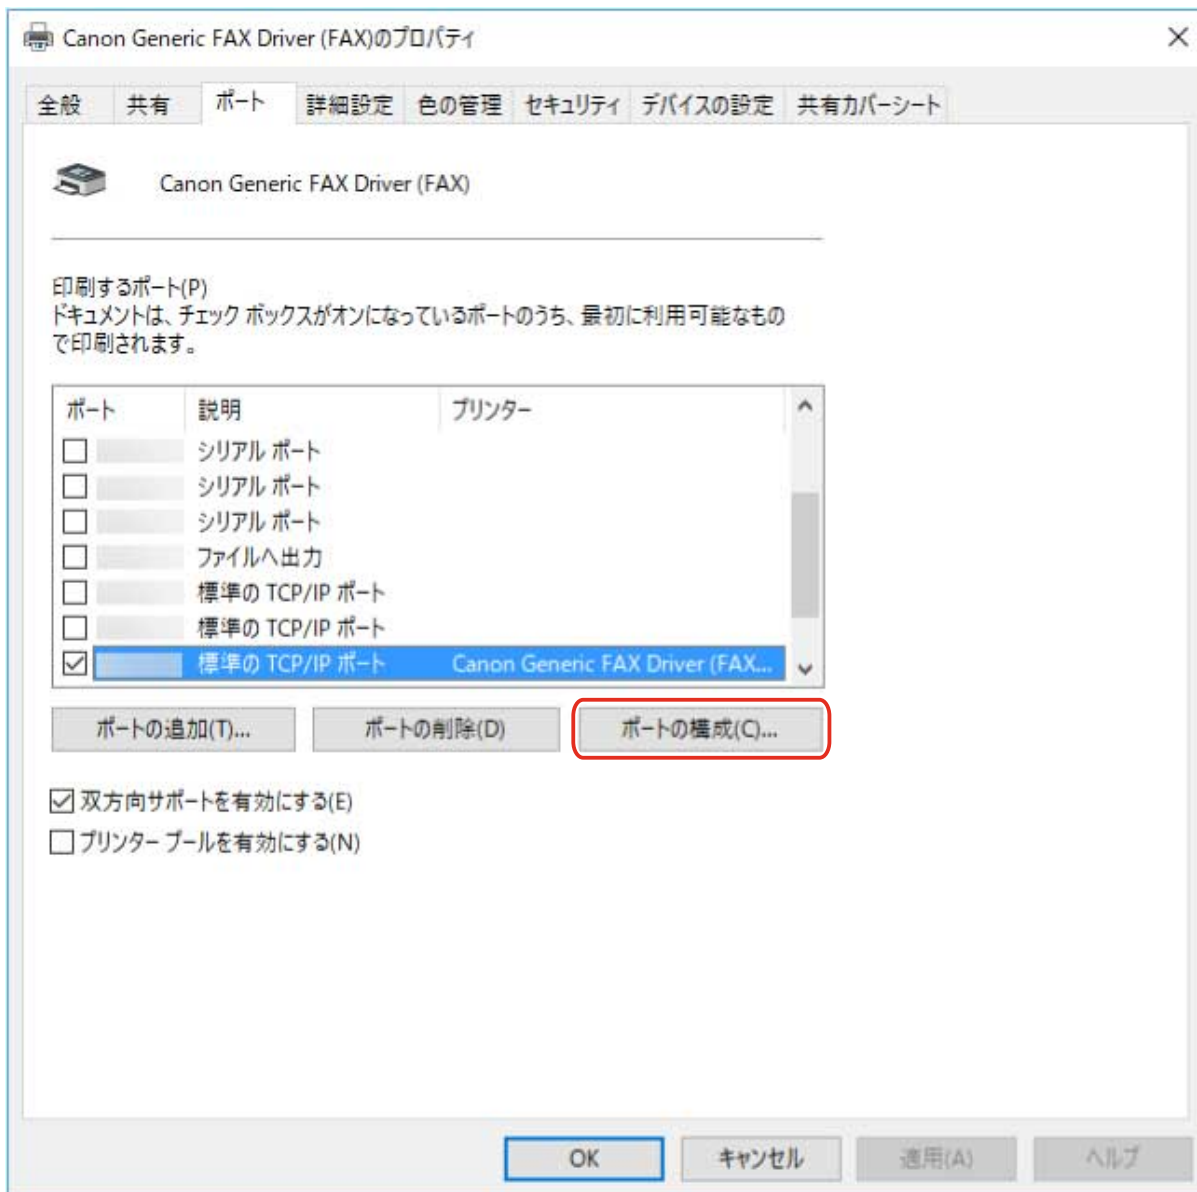 Canon Generic FAX Driver (FAX)のプロパティ
全般 共有 ポート 詳細設定 色の管理 セキュリティ デバイスの設定 共有カバーシート
Canon Generic FAX Driver (FAX)
印刷するポート(P)
ドキュメントは、チェック ボックスがオンになっているポートのうち、最初に利用可能なもの
で印刷されます。
ポート 説明 プリンター
シリアル ポート
シリアル ポート
シリアル ポート
ファイルへ出力
標準の TCP/IP ポート
標準の TCP/IP ポート
標準の TCP/IP ポート Canon Generic FAX Driver (FAX...
ポートの追加(T)... ポートの削除(D) ポートの構成(C)...
双方向サポートを有効にする(E)
プリンター プールを有効にする(N)
OK キャンセル 適用(A) ヘルプ